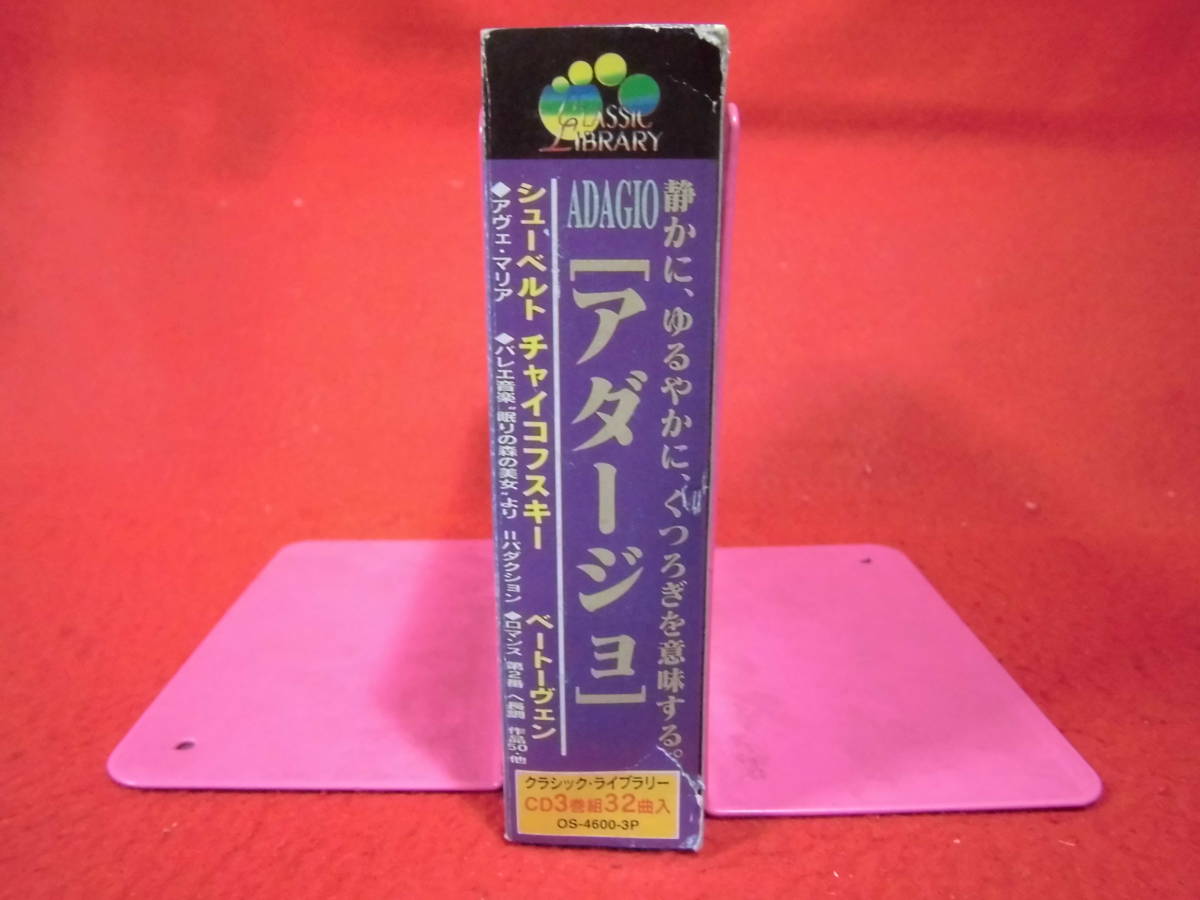 CLASSIC
LIBRARY
静かに、ゆるやかに、くつろぎを意味する。
ADAGIO
[アダージョ]
シューベルト チャイコフスキー ベートーヴェン
◆アヴェ・マリア ◆バレエ音楽“眠りの森の美女”より =パダクション ◆ロマンス 第2番 ヘ長調 作品50・他
クラシック・ライブラリー
CD3巻組32曲入
OS-4600-3P